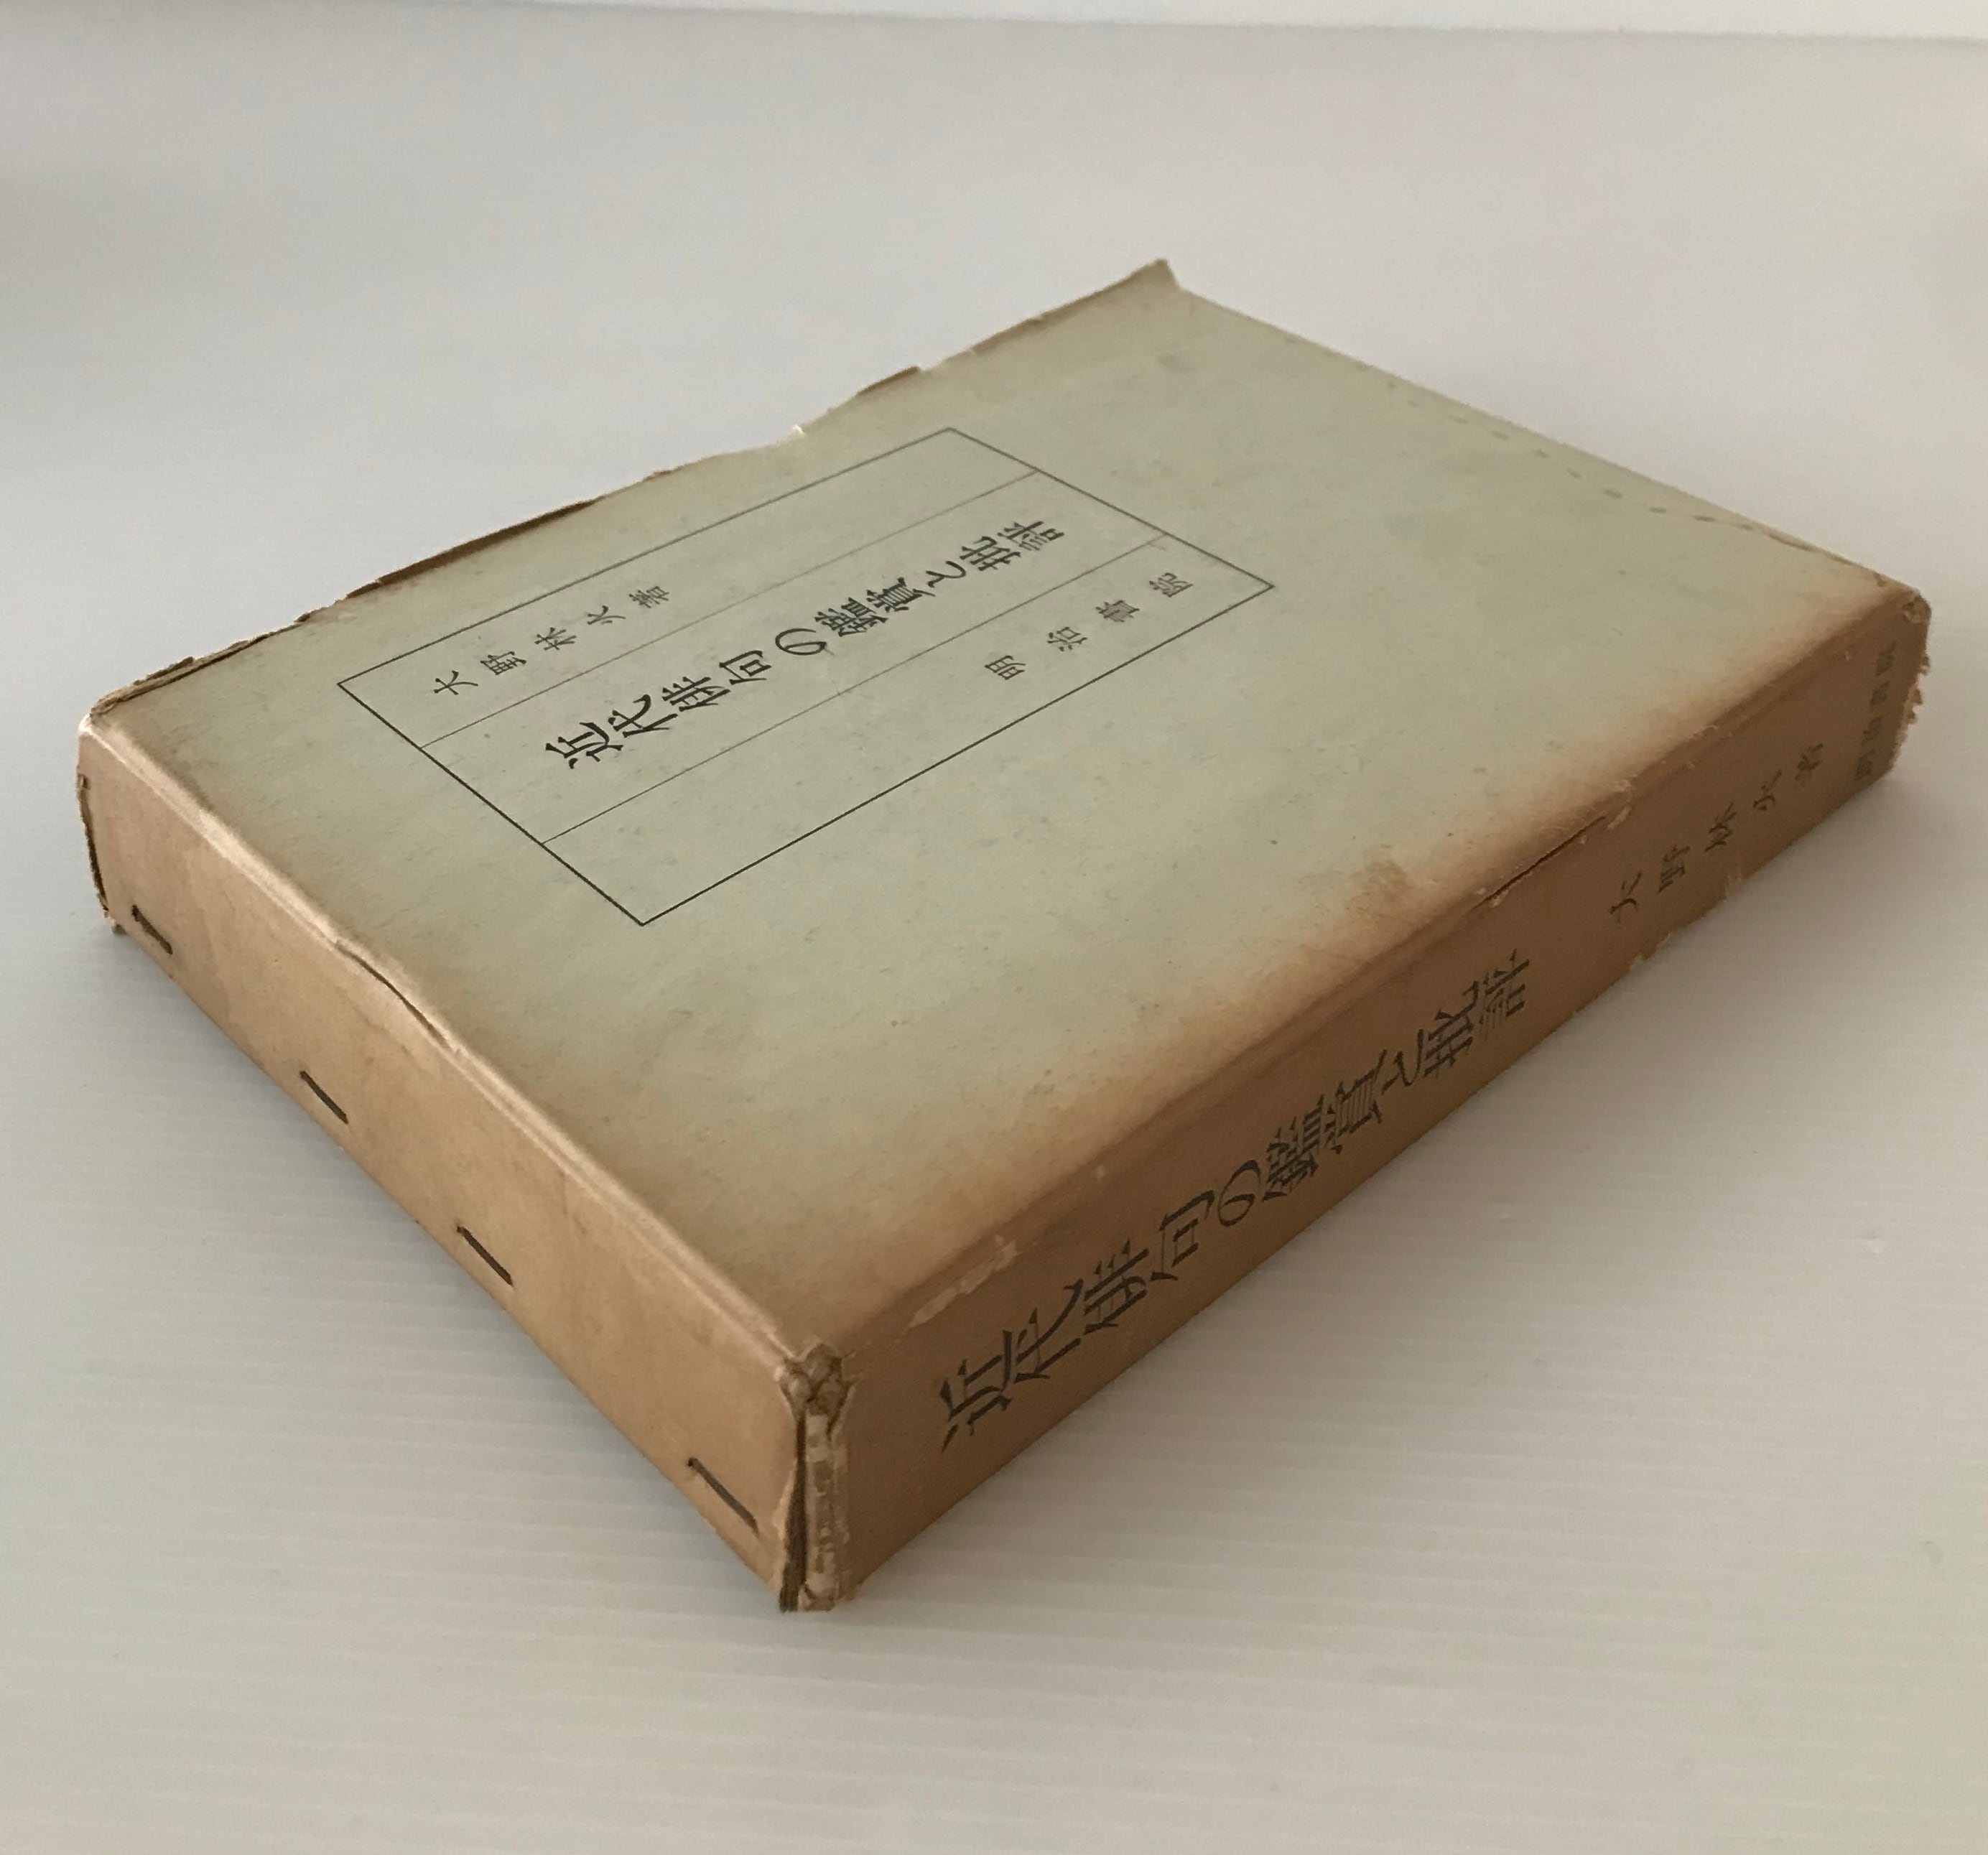 大野林火著
近代俳句の鑑賞と批評
明治書院
近代俳句の鑑賞と批評
大野林火著
明治書院